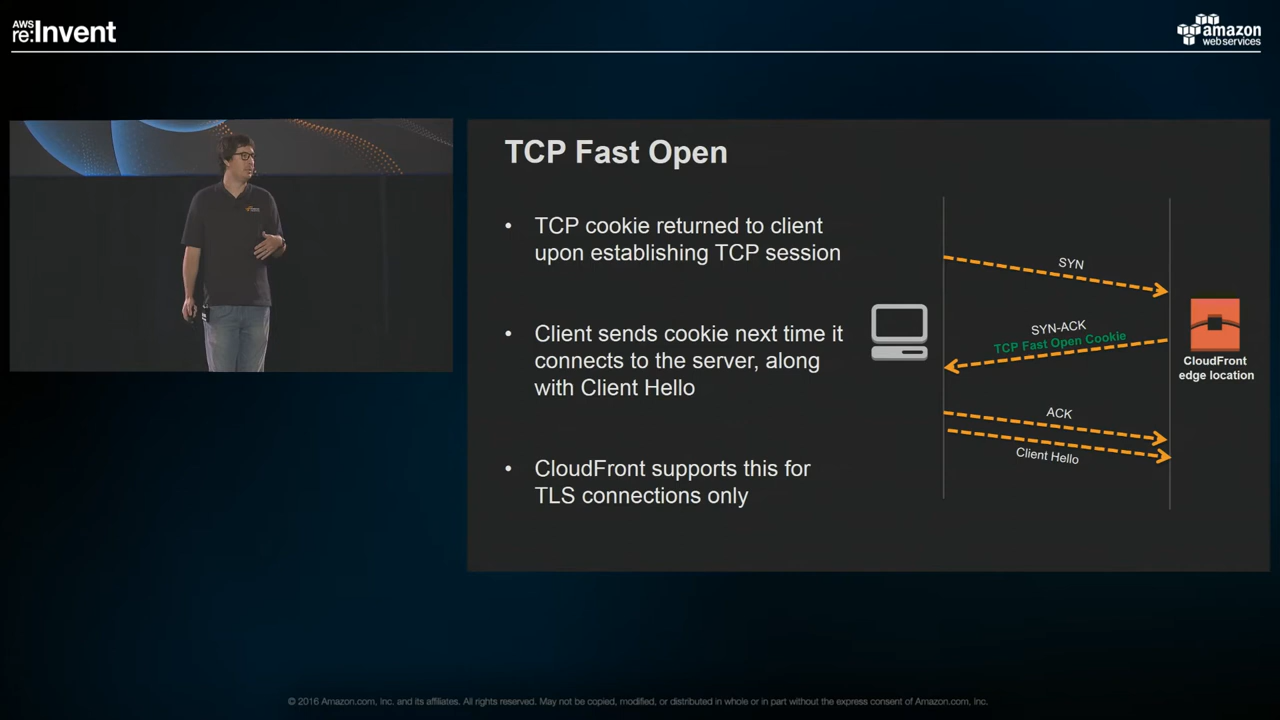 AWS
re:Invent
amazon
web services
TCP Fast Open
• TCP cookie returned to client
upon establishing TCP session
• Client sends cookie next time it
connects to the server, along
with Client Hello
• CloudFront supports this for
TLS connections only
SYN
SYN-ACK
TCP Fast Open Cookie
ACK
Client Hello
CloudFront
edge location
© 2016 Amazon.com, Inc. and its affiliates. All rights reserved. May not be copied, modified, or distributed in whole or in part without the express consent of Amazon.com, Inc.